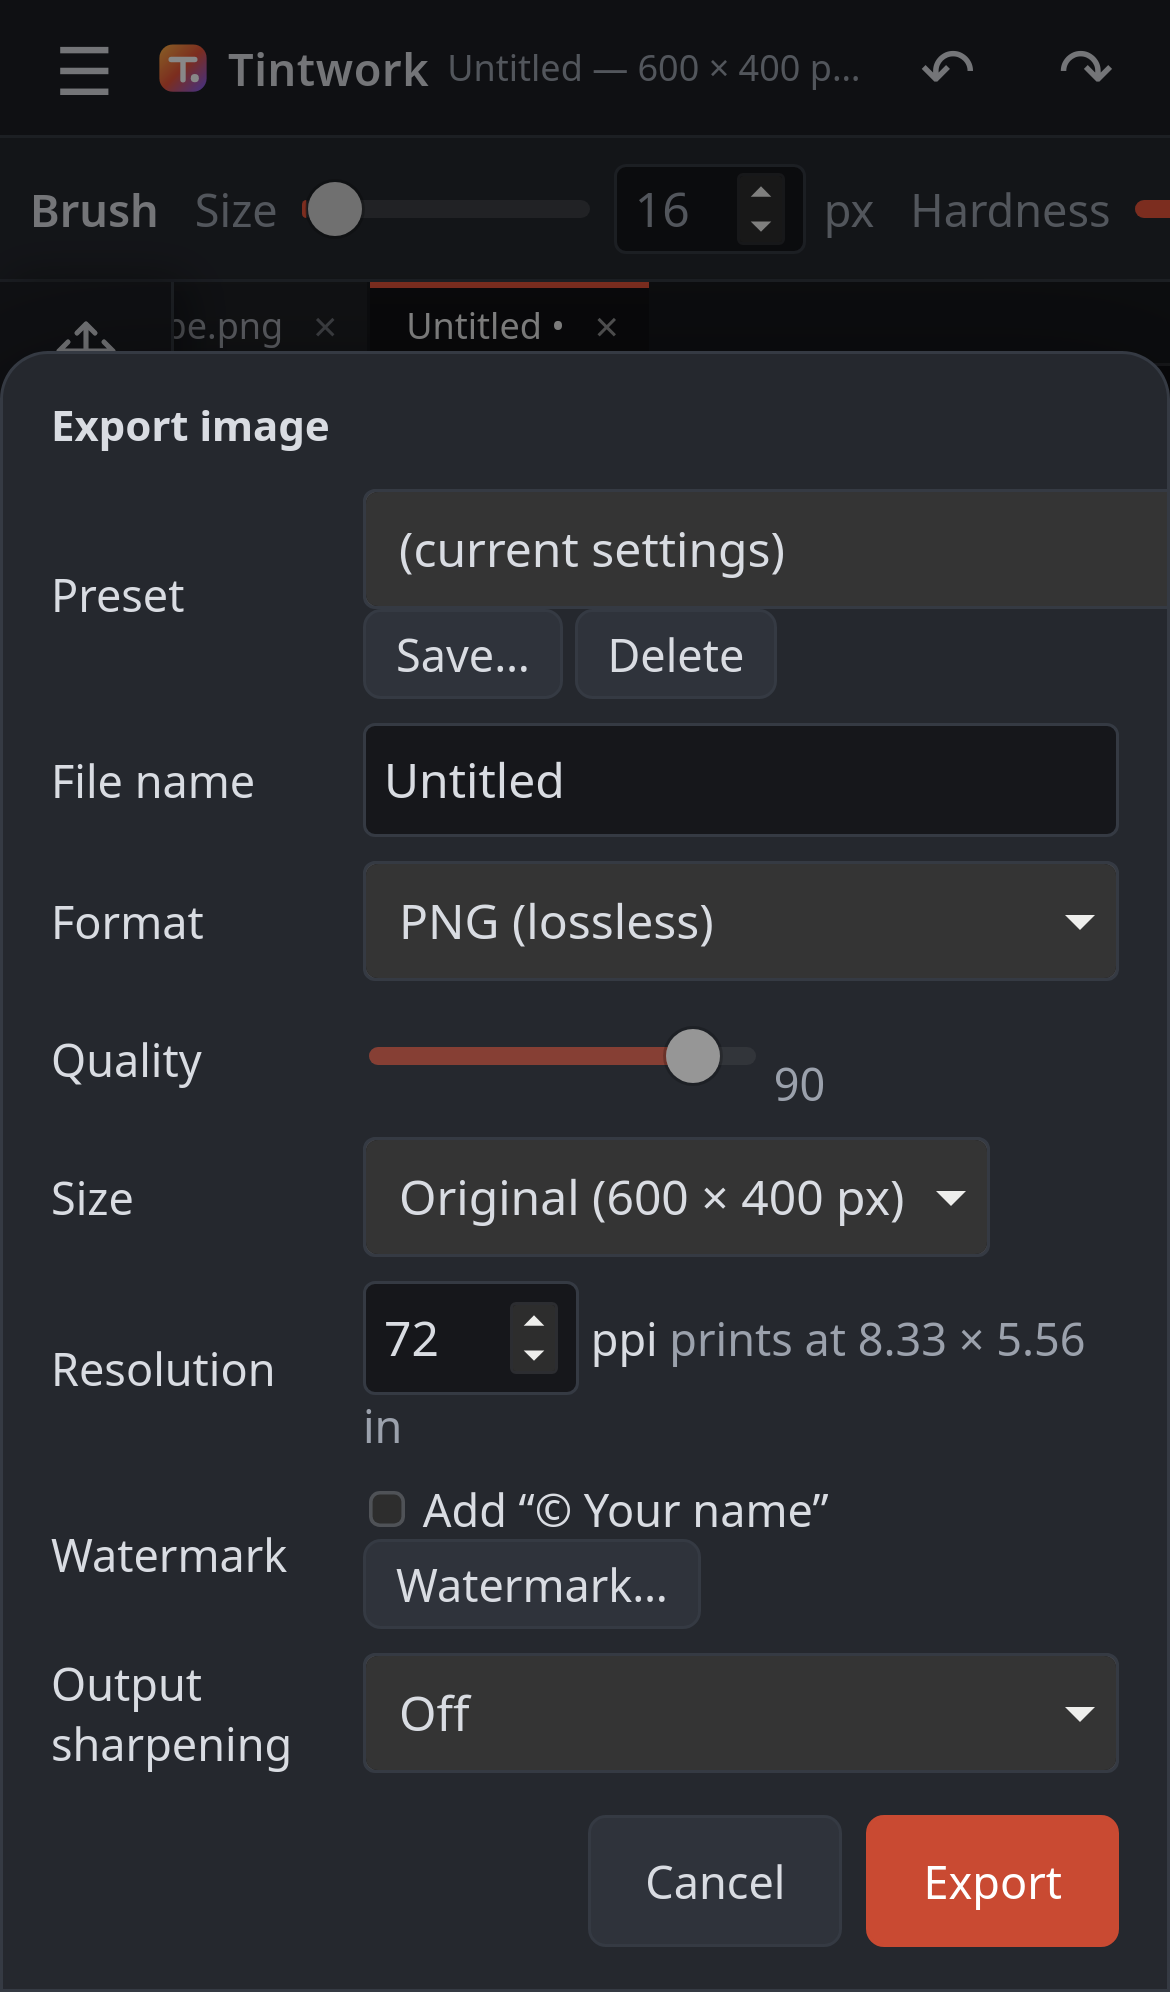 Tintwork Untitled — 600 × 400 p...
Brush Size 16 px Hardness
pe.png × Untitled • ×
Export image
Preset (current settings)
Save... Delete
File name Untitled
Format PNG (lossless)
Quality 90
Size Original (600 × 400 px)
Resolution 72 ppi prints at 8.33 × 5.56
in
Watermark Add “© Your name”
Watermark...
Output
sharpening Off
Cancel Export